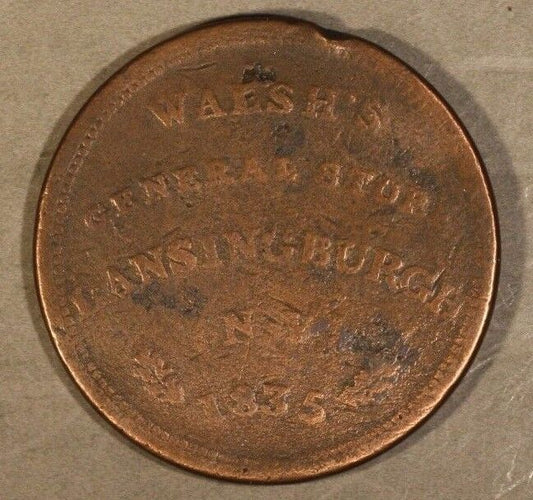 WALSH'S
GENERAL STORE
LANSINGBURGH
N.Y.
1835